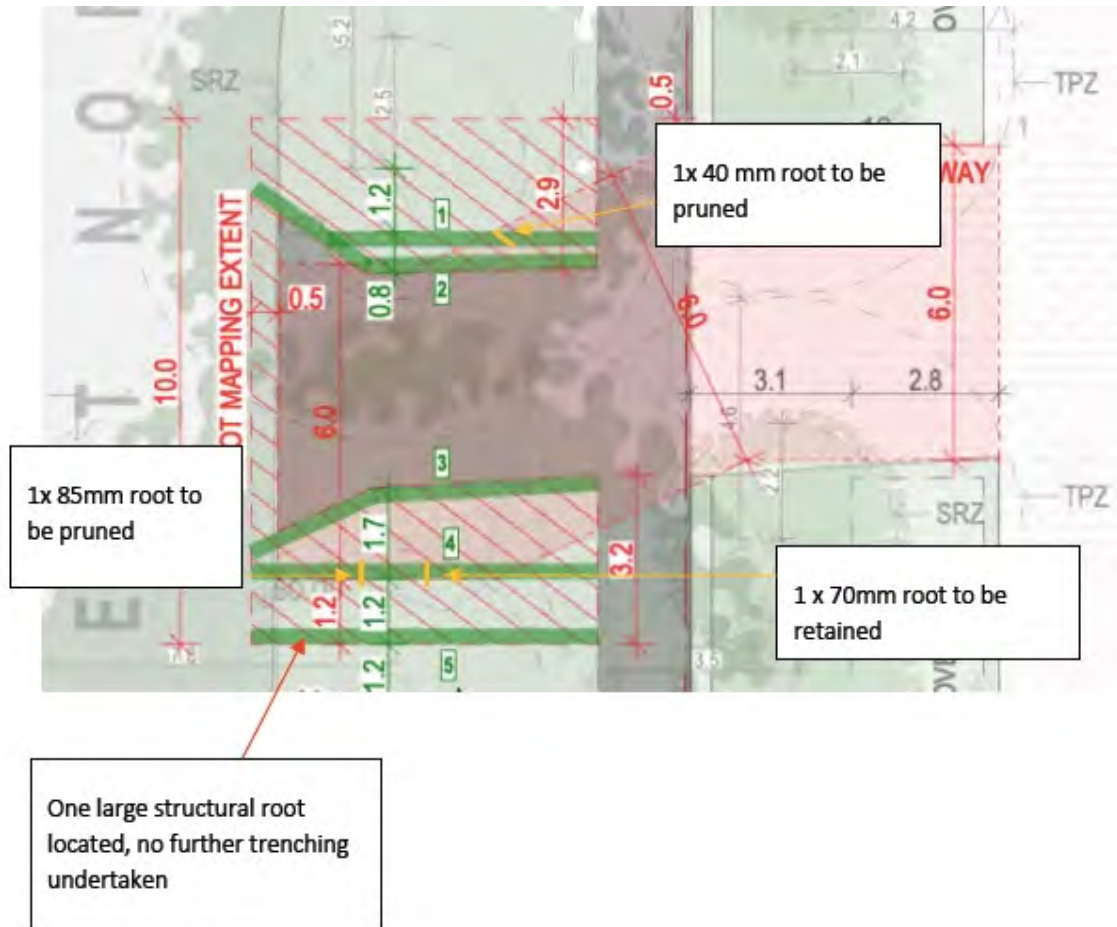 SRZ
5.2
2.5
4.2
2.1
TPZ
0.5
1
10.0
1.2
2.9
1x 40 mm root to be
pruned
WAY
1
2
0.8
0.5
OT MAPPING EXTENT
6.0
6.0
3.1
2.8
4.6
3
1x 85mm root to
be pruned
1.7
4
3.2
SRZ
TPZ
1.2
1.2
1 x 70mm root to be
retained
5
1.2
3.5
One large structural root
located, no further trenching
undertaken